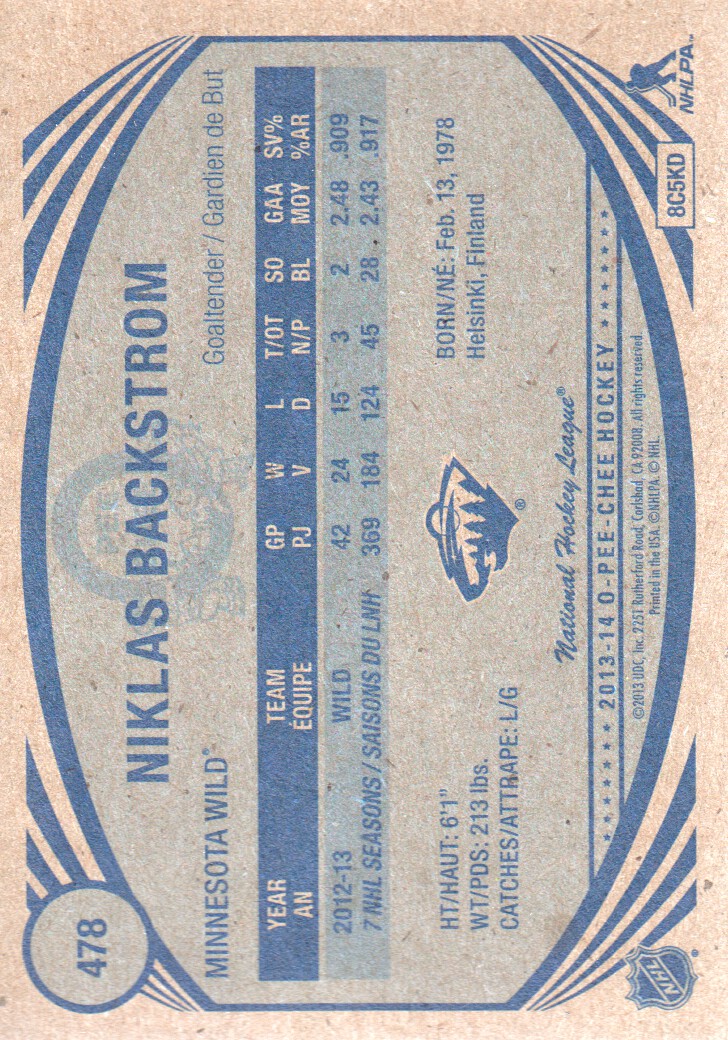 478
NIKLAS BACKSTROM
MINNESOTA WILD® Goaltender / Gardien de But
YEAR TEAM GP W L T/OT SO GAA SV%
AN ÉQUIPE PJ V D N/P BL MOY %AR
2012-13 WILD 42 24 15 3 2 2.48 .909
7 NHL SEASONS / SAISONS DU LNH 369 184 124 45 28 2.43 .917
HT/HAUT: 6'1"
WT/PDS: 213 lbs.
CATCHES/ATTRAPE: L/G
®
BORN/NÉ: Feb. 13, 1978
Helsinki, Finland
National Hockey League®
★★★★★★★ 2013-14 O-PEE-CHEE HOCKEY ★★★★★★★
©2013 UDC, Inc. 2251 Rutherford Road, Carlsbad, CA 92008. All rights reserved
Printed in the USA. ©NHLPA. © NHL.
NHL ®
8C5KD
NHLPA™